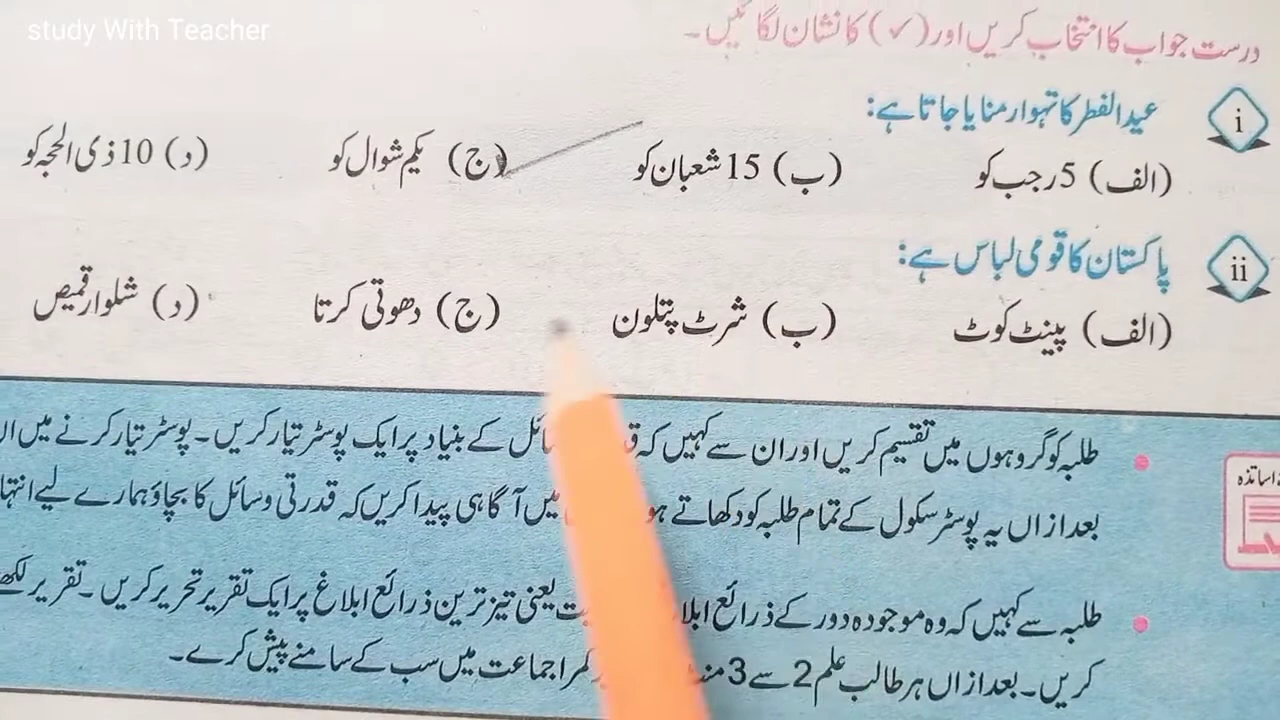 study With Teacher
درست جواب کا انتخاب کریں اور (✓) کا نشان لگائیں۔
i عید الفطر کا تہوار منایا جاتا ہے:
(الف) 5 رجب کو (ب) 15 شعبان کو (ج) یکم شوال کو (د) 10 ذی الحجہ کو
ii پاکستان کا قومی لباس ہے:
(الف) پینٹ کوٹ (ب) شرٹ پتلون (ج) دھوتی کرتا (د) شلوار قمیص
طلبہ کو گروہوں میں تقسیم کریں اور ان سے کہیں کہ کے بنیاد پر ایک پوسٹر تیار کریں۔ پوسٹر تیار کرنے میں
اساتذہ
بعد ازاں یہ پوسٹر سکول کے تمام طلبہ کو دکھاتے میں آگاہی پیدا کریں کہ قدرتی وسائل کا بچاؤ ہمارے لیے
طلبہ سے کہیں کہ وہ موجودہ دور کے ذرائع یعنی تیز ترین ذرائع ابلاغ پر ایک تقریر تحریر کریں۔ تقریر
کریں۔ بعد ازاں ہر طالب علم 2 سے 3 جماعت میں سب کے سامنے پیش کرے۔